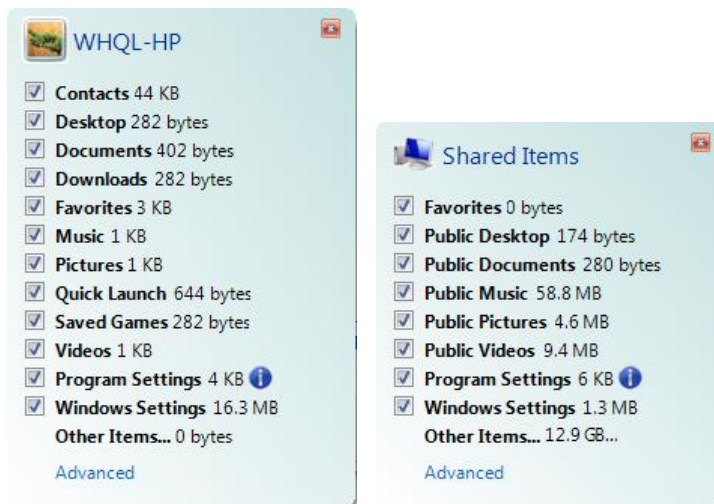 WHQL-HP
Contacts 44 KB
Desktop 282 bytes
Documents 402 bytes
Downloads 282 bytes
Favorites 3 KB
Music 1 KB
Pictures 1 KB
Quick Launch 644 bytes
Saved Games 282 bytes
Videos 1 KB
Program Settings 4 KB
Windows Settings 16.3 MB
Other Items... 0 bytes
Advanced
Shared Items
Favorites 0 bytes
Public Desktop 174 bytes
Public Documents 280 bytes
Public Music 58.8 MB
Public Pictures 4.6 MB
Public Videos 9.4 MB
Program Settings 6 KB
Windows Settings 1.3 MB
Other Items... 12.9 GB...
Advanced